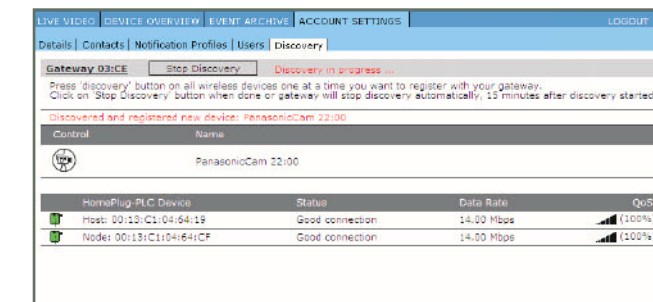 LIVE VIDEO DEVICE OVERVIEW EVENT ARCHIVE ACCOUNT SETTINGS LOGOUT
Details | Contacts | Notification Profiles | Users | Discovery |
Gateway 03:CE Stop Discovery Discovery in progress ...
Press 'discovery' button on all wireless devices one at a time you want to register with your gateway.
Click on 'Stop Discovery' button when done or gateway will stop discovery automatically, 15 minutes after discovery started
Discovered and registered new device: PanasonicCam 22:00
Control Name
PanasonicCam 22:00
HomePlug-PLC Device Status Data Rate QoS
Host: 00:13:C1:04:64:19 Good connection 14.00 Mbps (100%
Node: 00:13:C1:04:64:CF Good connection 14.00 Mbps (100%